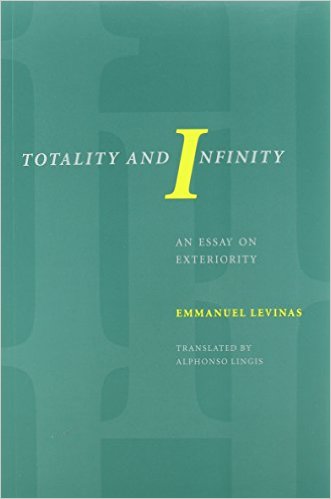 TOTALITY AND INFINITY
AN ESSAY ON
EXTERIORITY
EMMANUEL LEVINAS
TRANSLATED BY
ALPHONSO LINGIS